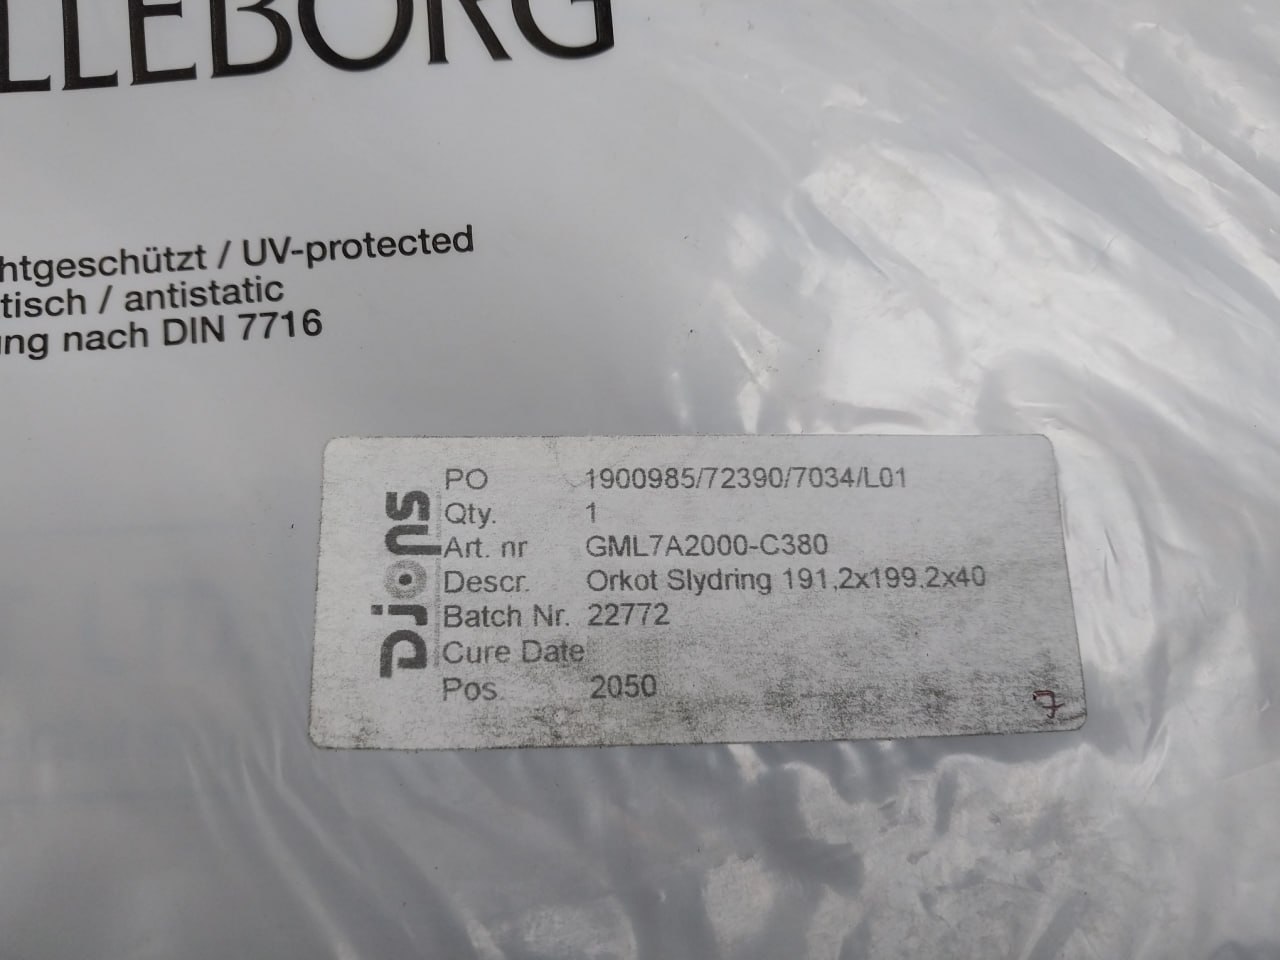 LLEBORG
htgeschützt / UV-protected
tisch / antistatic
ung nach DIN 7716
Djons
PO 1900985/72390/7034/L01
Qty. 1
Art. nr GML7A2000-C380
Descr. Orkot Slydring 191,2x199,2x40
Batch Nr. 22772
Cure Date
Pos. 2050
7